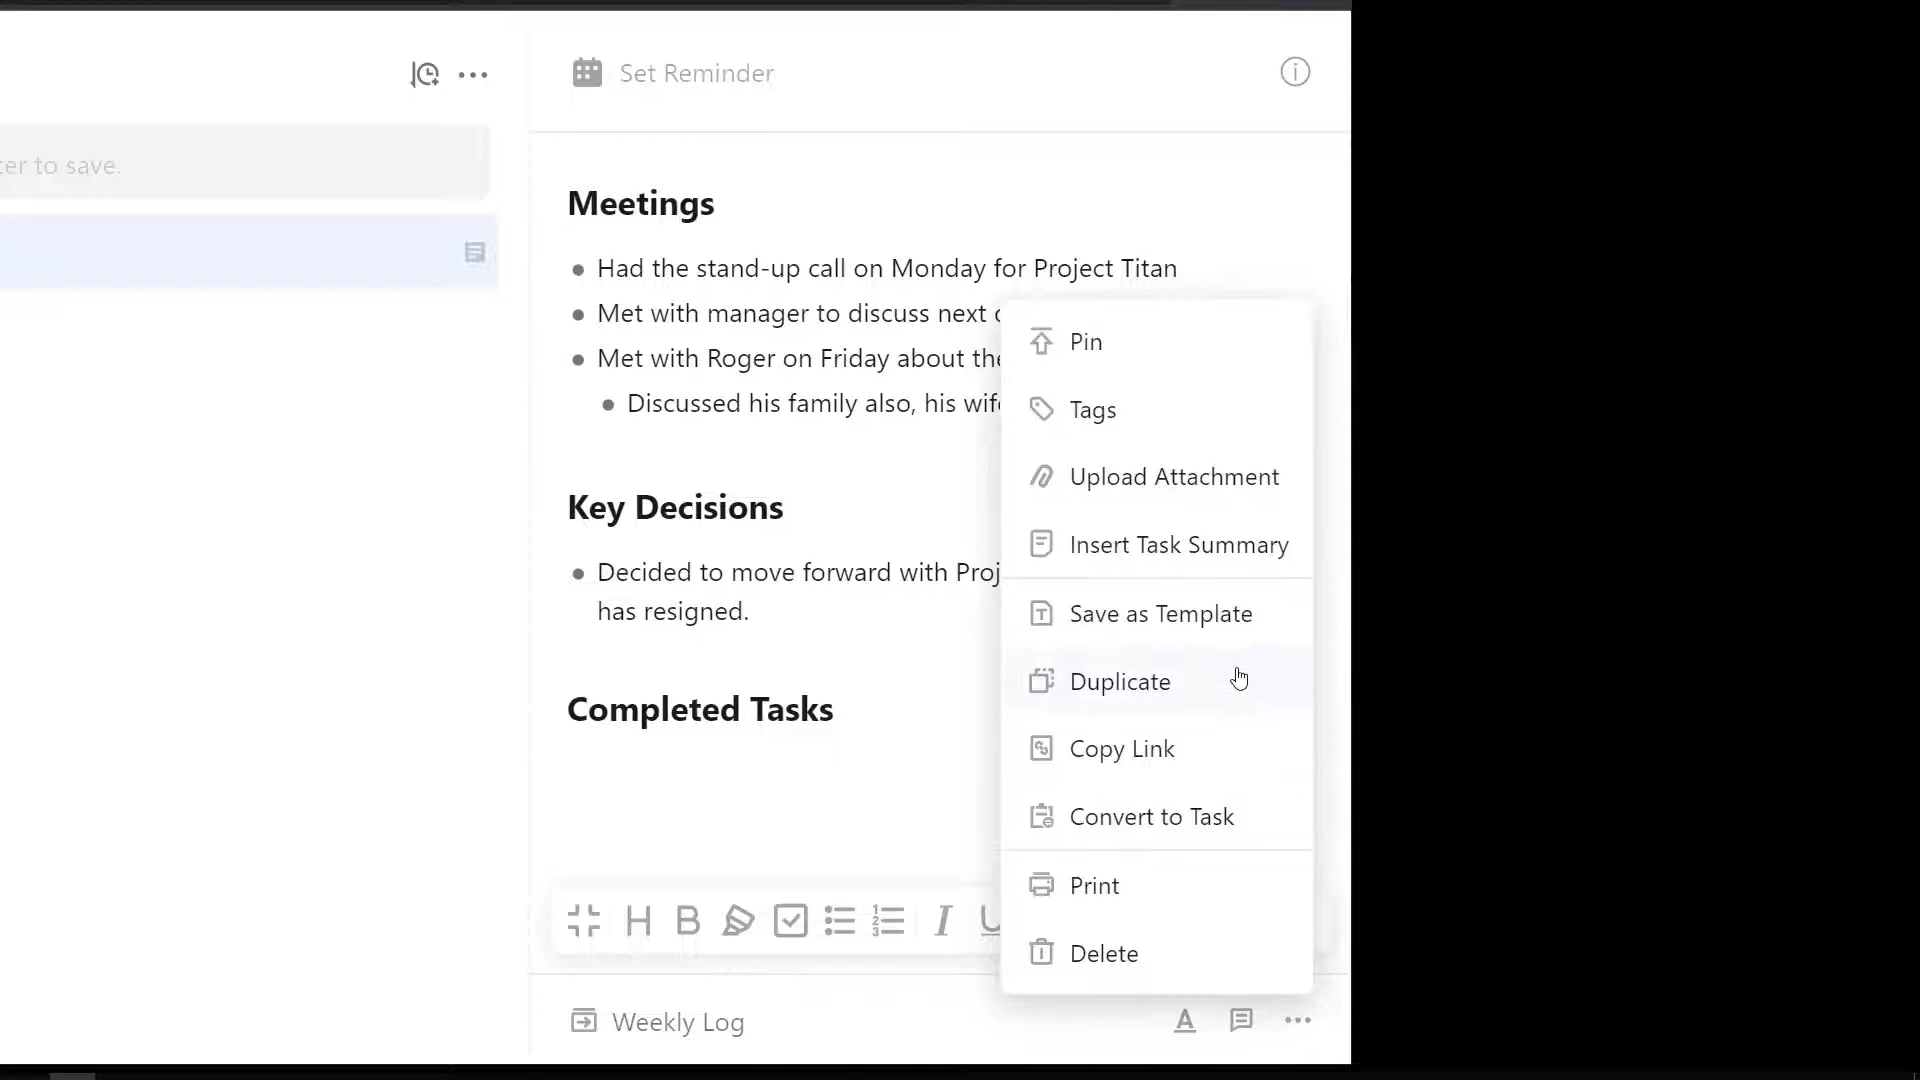 Set Reminder
ter to save.
Meetings
Had the stand-up call on Monday for Project Titan
Met with manager to discuss next
Met with Roger on Friday about the
Discussed his family also, his wife
Key Decisions
Decided to move forward with Proj
has resigned.
Completed Tasks
Pin
Tags
Upload Attachment
Insert Task Summary
Save as Template
Duplicate
Copy Link
Convert to Task
Print
Delete
H B I U
Weekly Log
A